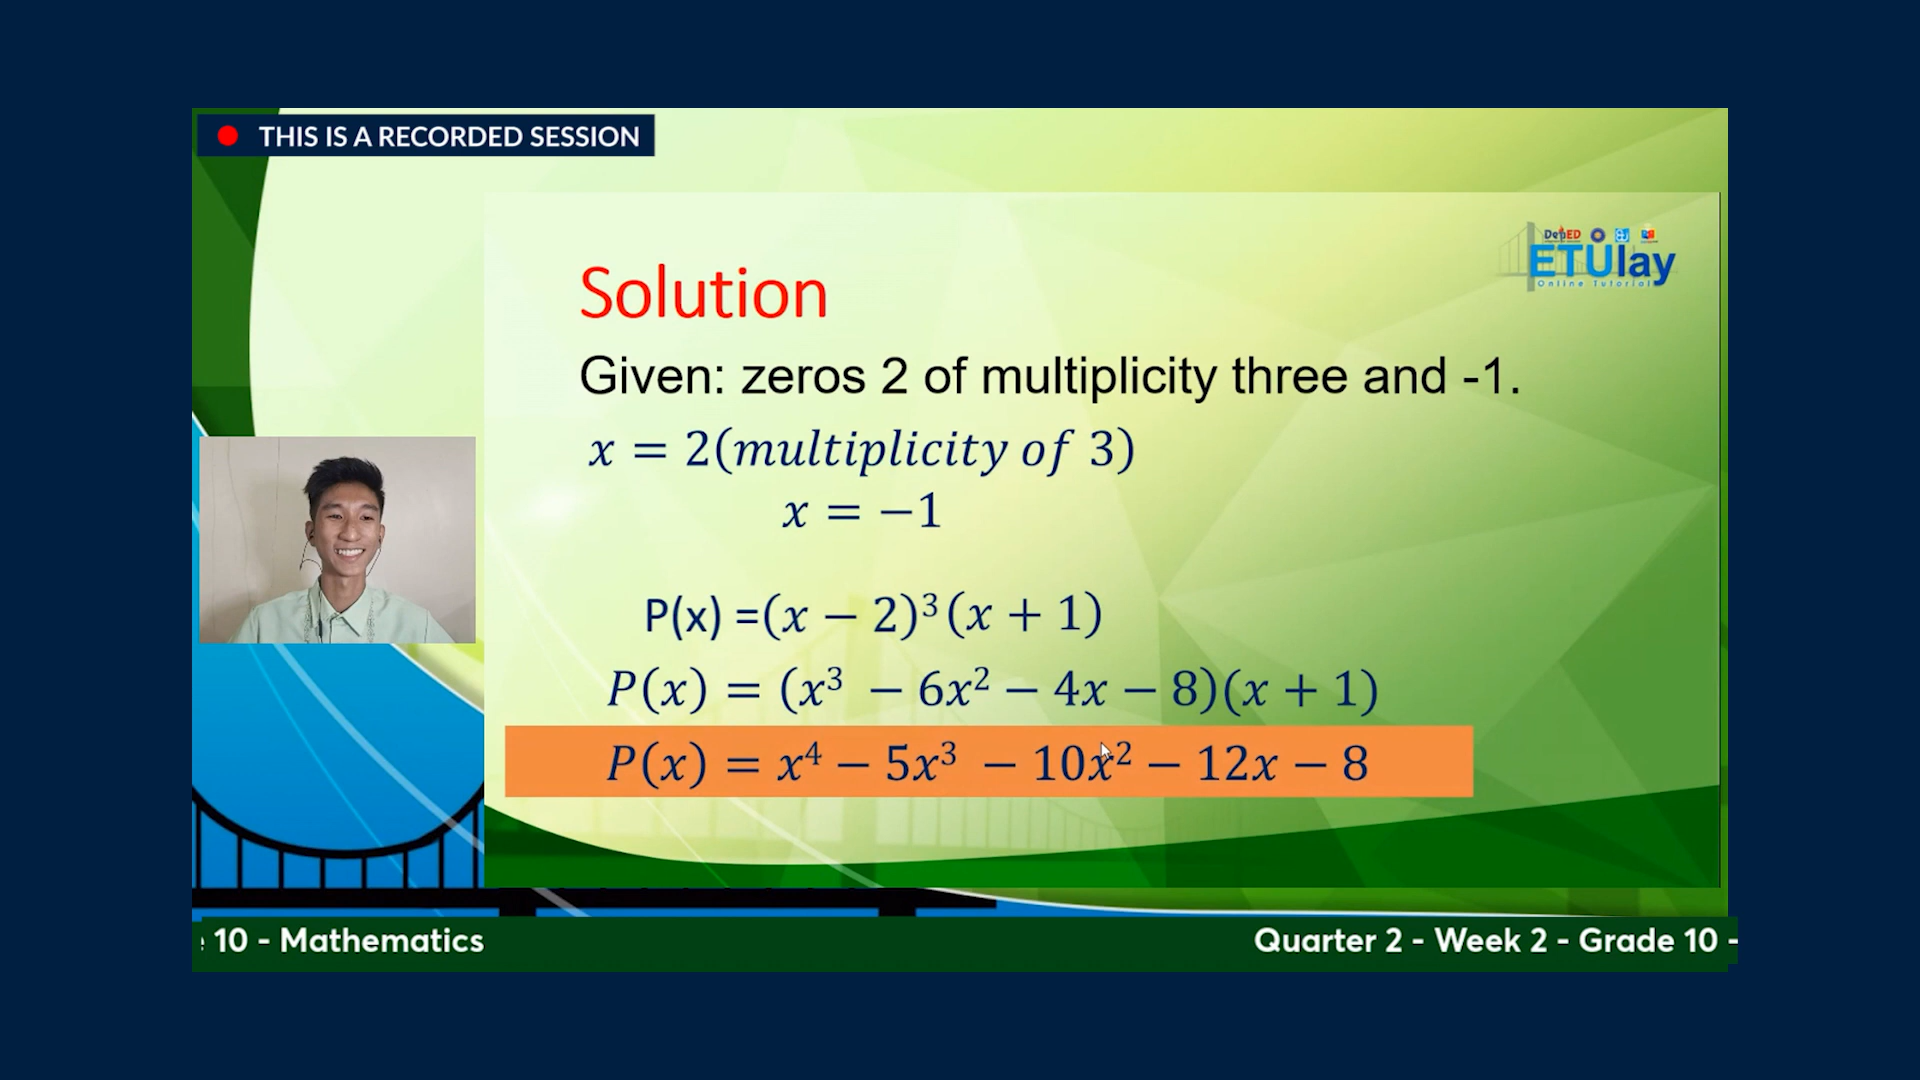 THIS IS A RECORDED SESSION
DepED
ETULay
Online Tutorial
Solution
Given: zeros 2 of multiplicity three and -1.
x = 2(multiplicity of 3)
x = −1
P(x) =(x − 2)³(x + 1)
P(x) = (x³ − 6x² − 4x − 8)(x + 1)
P(x) = x⁴ − 5x³ − 10x² − 12x − 8
10 - Mathematics
Quarter 2 - Week 2 - Grade 10 -